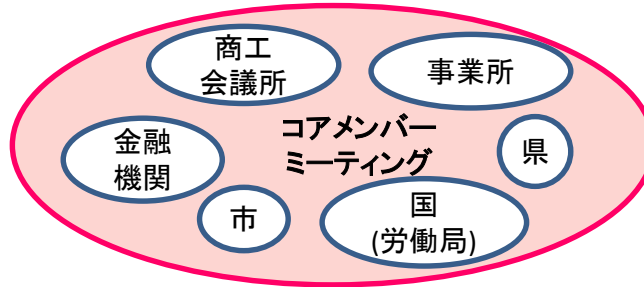 商工
会議所
事業所
コアメンバー
ミーティング
金融
機関
県
市
国
(労働局)